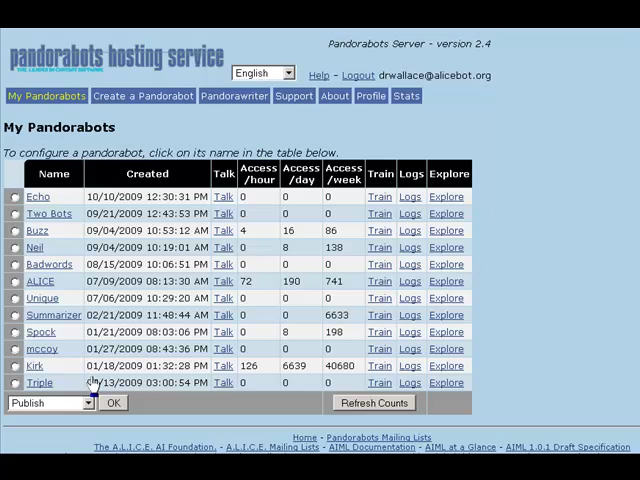 Pandorabots Server - version 2.4
pandorabots hosting service
English Help - Logout drwallace@alicebot.org
My Pandorabots Create a Pandorabot Pandorawriter Support About Profile Stats
My Pandorabots
To configure a pandorabot, click on its name in the table below.
Name Created Talk Access /hour Access /day Access /week Train Logs Explore
Echo 10/10/2009 12:30:31 PM Talk 0 0 0 Train Logs Explore
Two Bots 09/21/2009 12:43:53 PM Talk 0 0 0 Train Logs Explore
Buzz 09/04/2009 10:53:12 AM Talk 4 16 86 Train Logs Explore
Neil 09/04/2009 10:19:01 AM Talk 0 8 138 Train Logs Explore
Badwords 08/15/2009 10:06:51 PM Talk 0 0 0 Train Logs Explore
ALICE 07/09/2009 08:13:30 AM Talk 72 190 741 Train Logs Explore
Unique 07/06/2009 10:29:20 AM Talk 0 0 0 Train Logs Explore
Summarizer 02/21/2009 11:48:44 AM Talk 0 0 6633 Train Logs Explore
Spock 01/21/2009 08:03:06 PM Talk 0 8 198 Train Logs Explore
mccoy 01/27/2009 08:43:36 PM Talk 0 0 0 Train Logs Explore
Kirk 01/18/2009 01:32:28 PM Talk 126 6639 40680 Train Logs Explore
Triple /13/2009 03:00:54 PM Talk 0 0 0 Train Logs Explore
Publish OK Refresh Counts
Home - Pandorabots Mailing Lists
The A.L.I.C.E. AI Foundation. - A.L.I.C.E. Mailing Lists - AIML Documentation - AIML at a Glance - AIML 1.0.1 Draft Specification